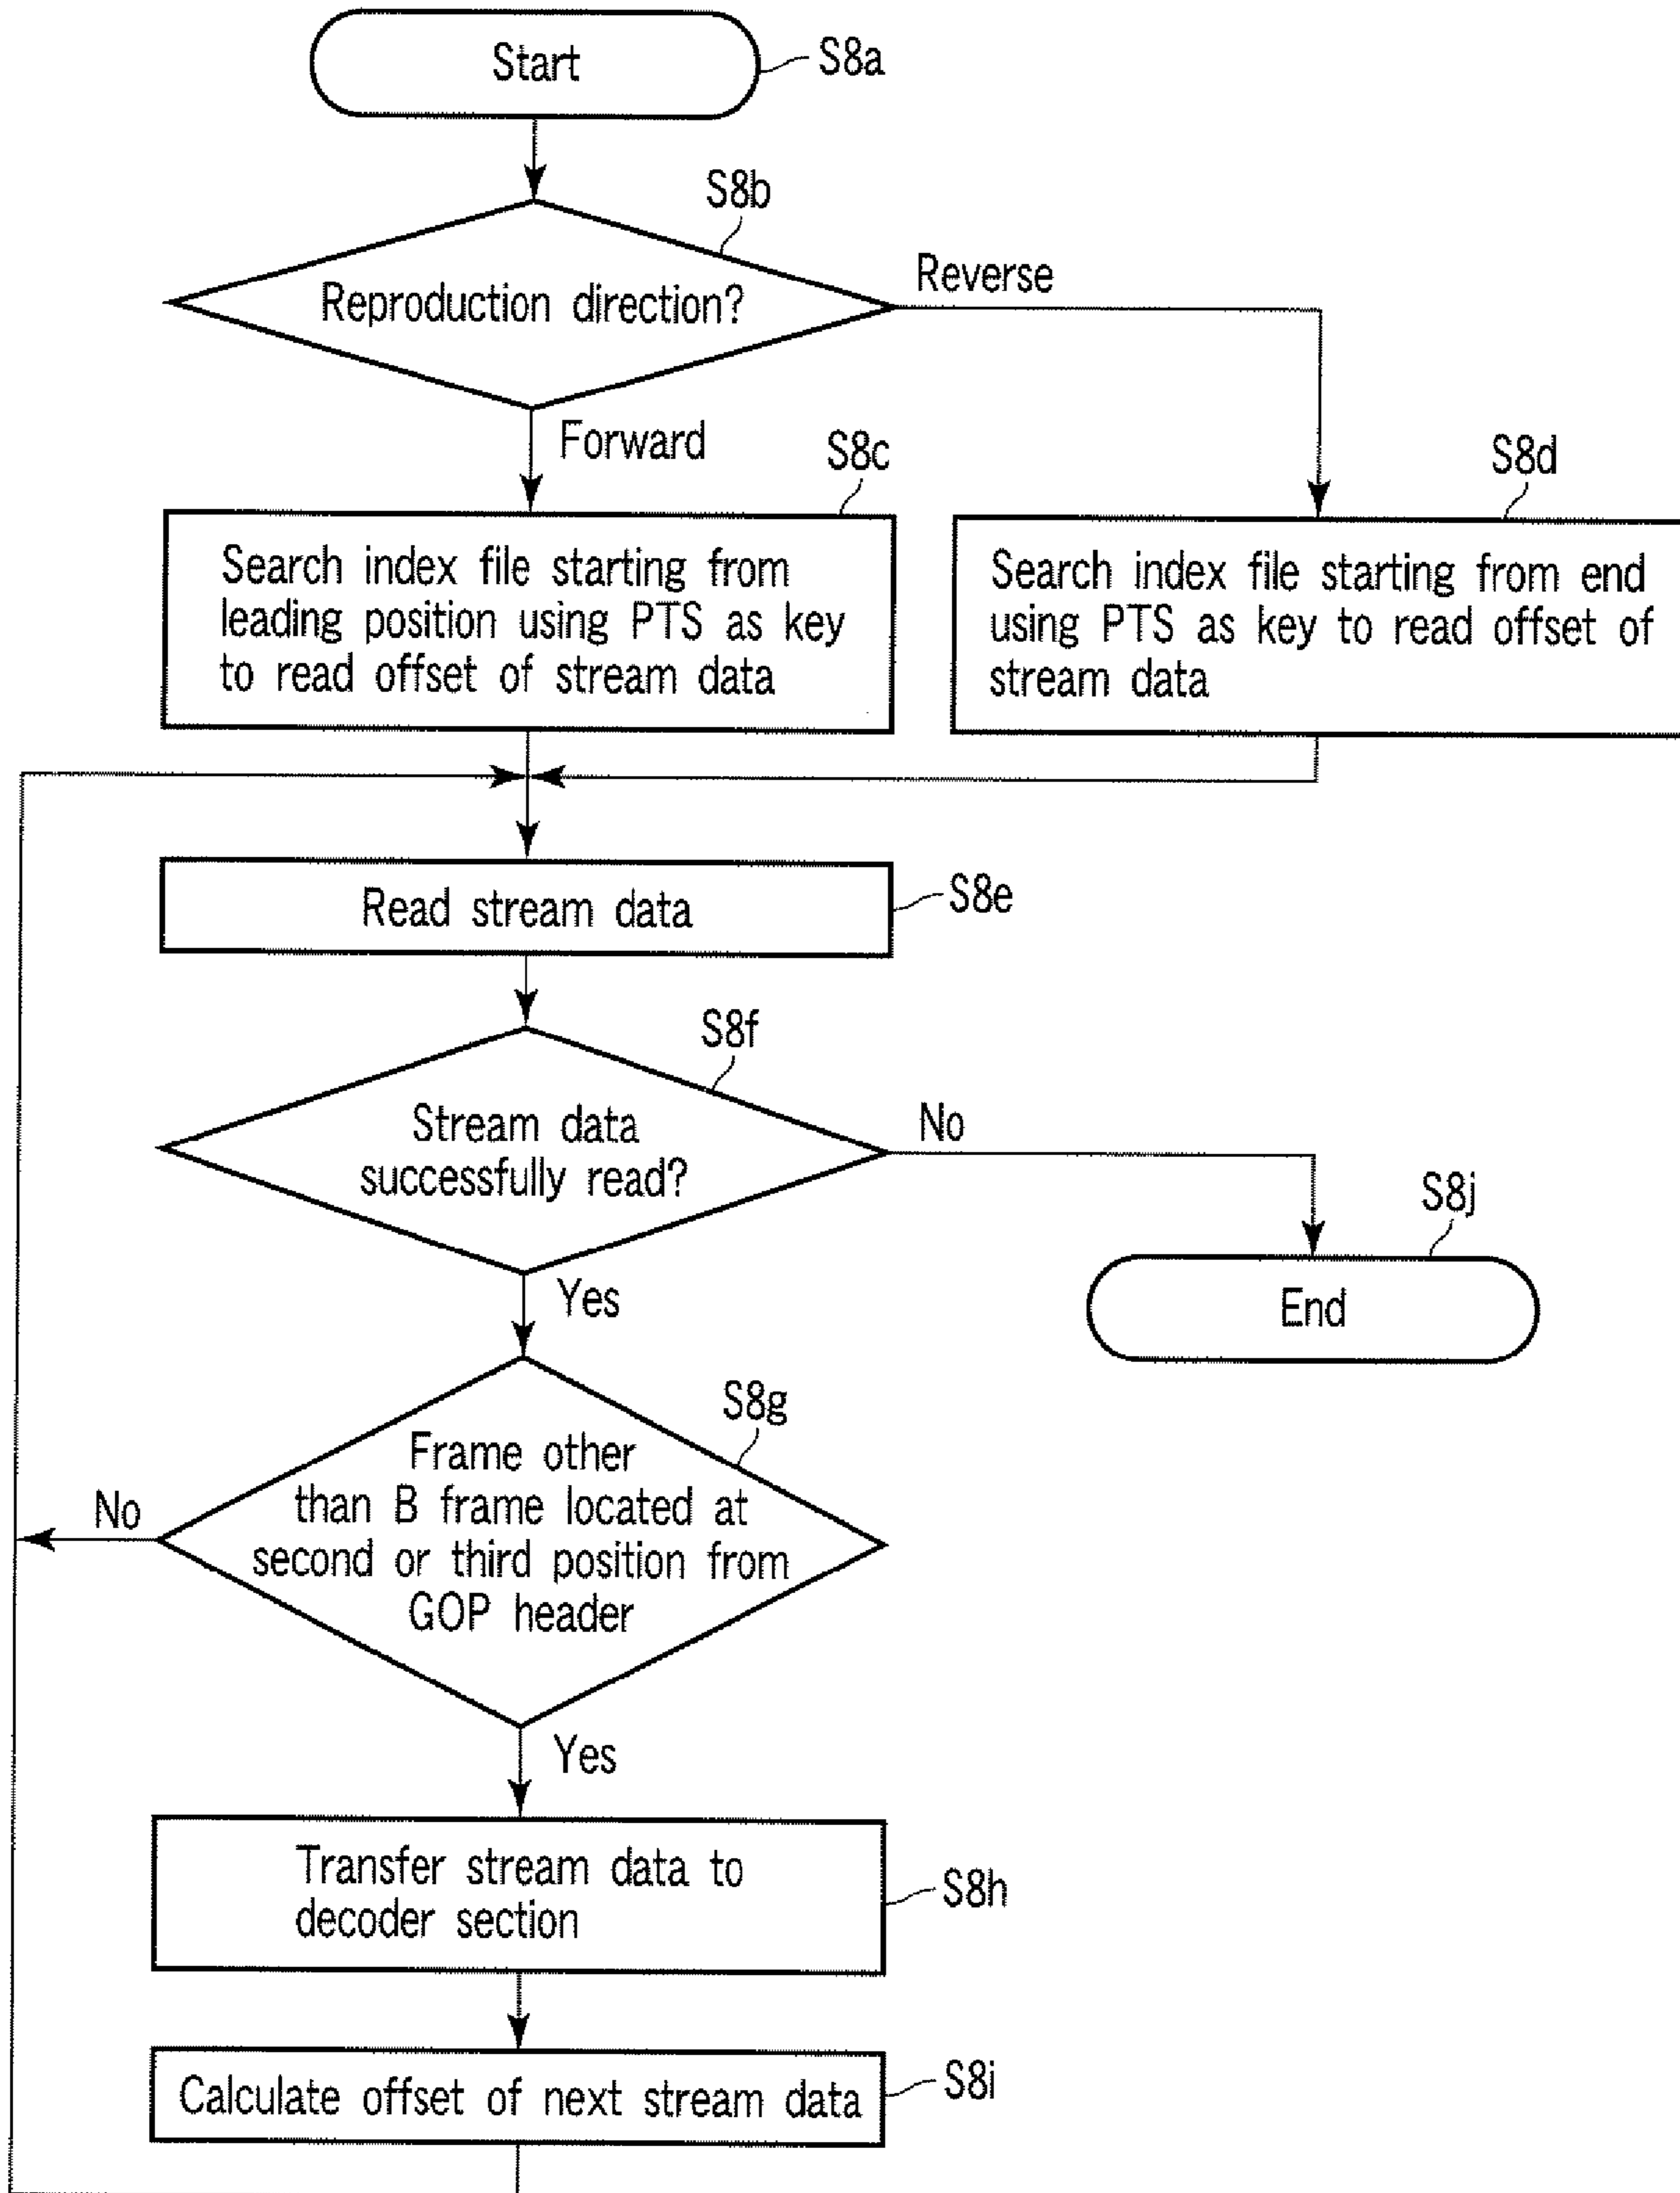 Start
S8a
S8b
Reproduction direction?
Reverse
Forward
S8c
S8d
Search index file starting from
leading position using PTS as key
to read offset of stream data
Search index file starting from end
using PTS as key to read offset of
stream data
Read stream data
S8e
S8f
Stream data
successfully read?
No
Yes
S8j
End
S8g
Frame other
than B frame located at
second or third position from
GOP header
No
Yes
Transfer stream data to
decoder section
S8h
Calculate offset of next stream data
S8i